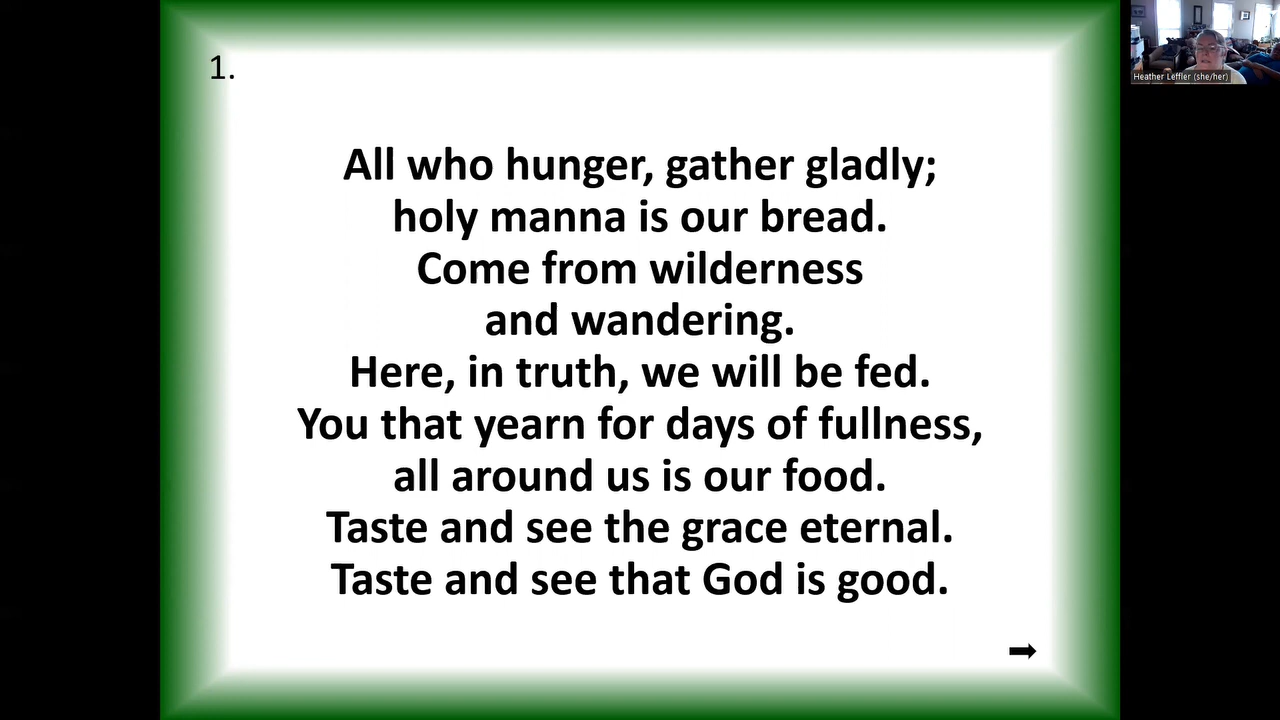 1.
Heather Leffler (she/her)
All who hunger, gather gladly;
holy manna is our bread.
Come from wilderness
and wandering.
Here, in truth, we will be fed.
You that yearn for days of fullness,
all around us is our food.
Taste and see the grace eternal.
Taste and see that God is good.